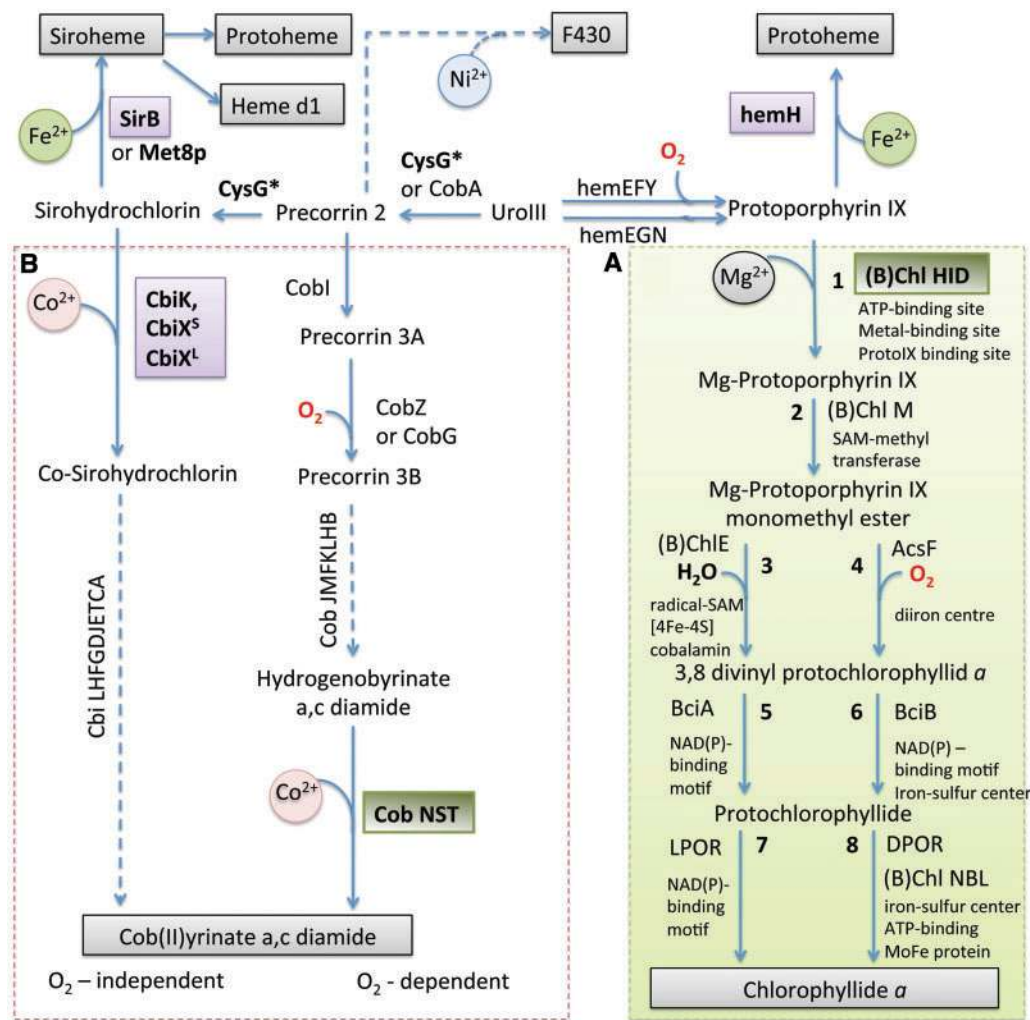 Siroheme
Protoheme
F430
Protoheme
Ni2+
Heme d1
Fe2+
SirB
or Met8p
hemH
Fe2+
CysG*
or CobA
O2
CysG*
hemEFY
Sirohydrochlorin
Precorrin 2
UroIII
Protoporphyrin IX
hemEGN
B
Co2+
CbiK,
CbiXS
CbiXL
CobI
Precorrin 3A
O2
CobZ
or CobG
Co-Sirohydrochlorin
Precorrin 3B
Cbi LHFGDJETCA
Cob JMFKLHB
Hydrogenobyrinate
a,c diamide
Co2+
Cob NST
Cob(II)yrinate a,c diamide
O2 – independent
O2 - dependent
A
Mg2+
1
(B)Chl HID
ATP-binding site
Metal-binding site
ProtoIX binding site
Mg-Protoporphyrin IX
2
(B)Chl M
SAM-methyl
transferase
Mg-Protoporphyrin IX
monomethyl ester
(B)ChlE
H2O
3
radical-SAM
[4Fe-4S]
cobalamin
4
AcsF
O2
diiron centre
3,8 divinyl protochlorophyllid a
BciA
5
NAD(P)-
binding
motif
6
BciB
NAD(P) –
binding motif
Iron-sulfur center
Protochlorophyllide
LPOR
7
NAD(P)-
binding
motif
8
DPOR
(B)Chl NBL
iron-sulfur center
ATP-binding
MoFe protein
Chlorophyllide a